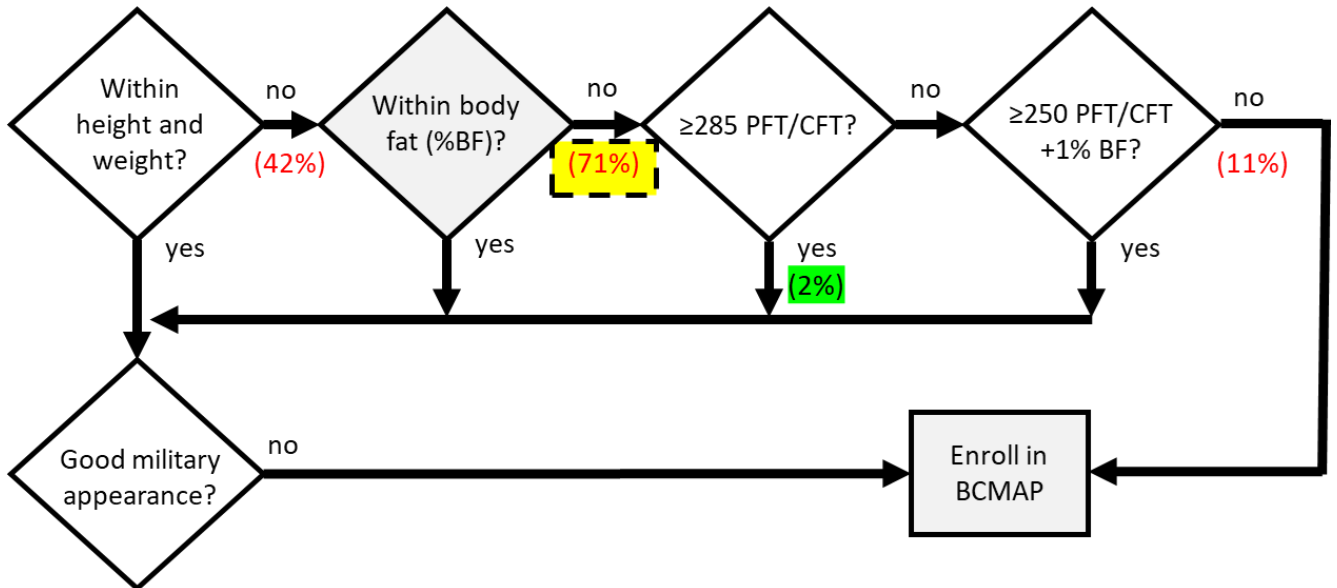 Within
height and
weight?
no
(42%)
Within body
fat (%BF)?
no
(71%)
≥285 PFT/CFT?
no
≥250 PFT/CFT
+1% BF?
no
(11%)
yes
yes
yes
(2%)
yes
Good military
appearance?
no
Enroll in
BCMAP